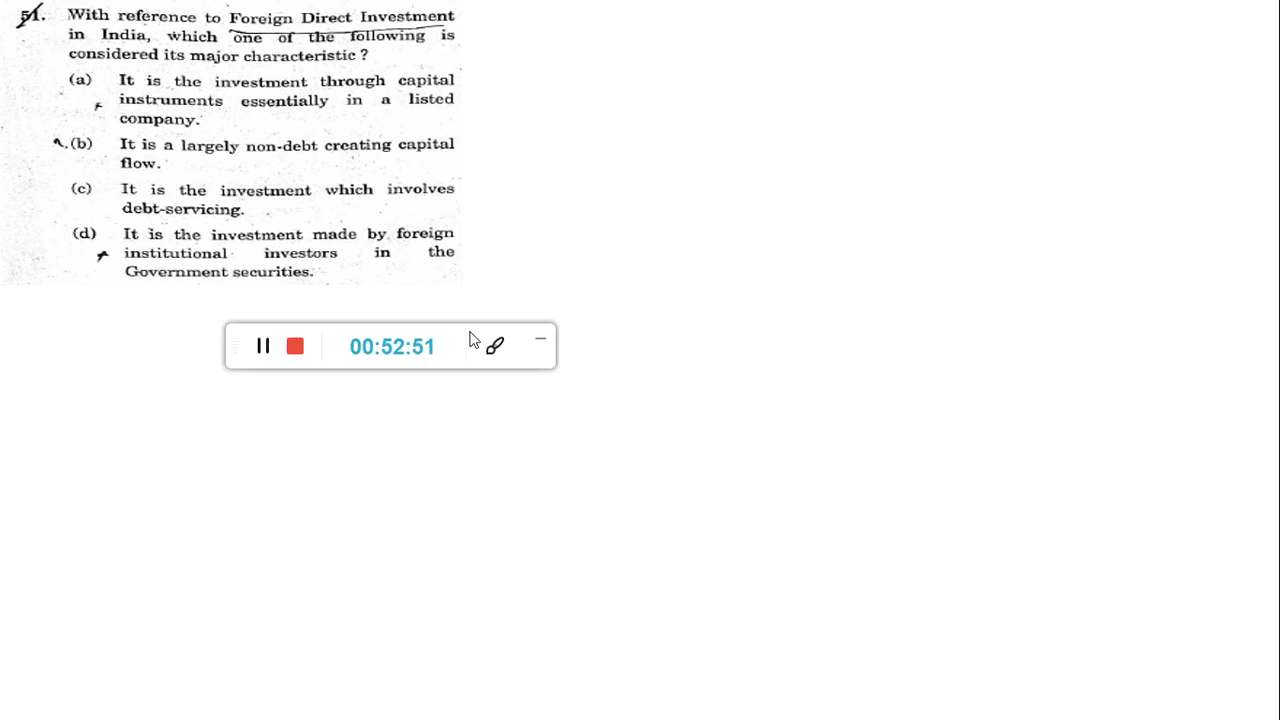 51. With reference to Foreign Direct Investment
in India, which one of the following is
considered its major characteristic ?
(a) It is the investment through capital
instruments essentially in a listed
company.
(b) It is a largely non-debt creating capital
flow.
(c) It is the investment which involves
debt-servicing.
(d) It is the investment made by foreign
institutional investors in the
Government securities.
00:52:51